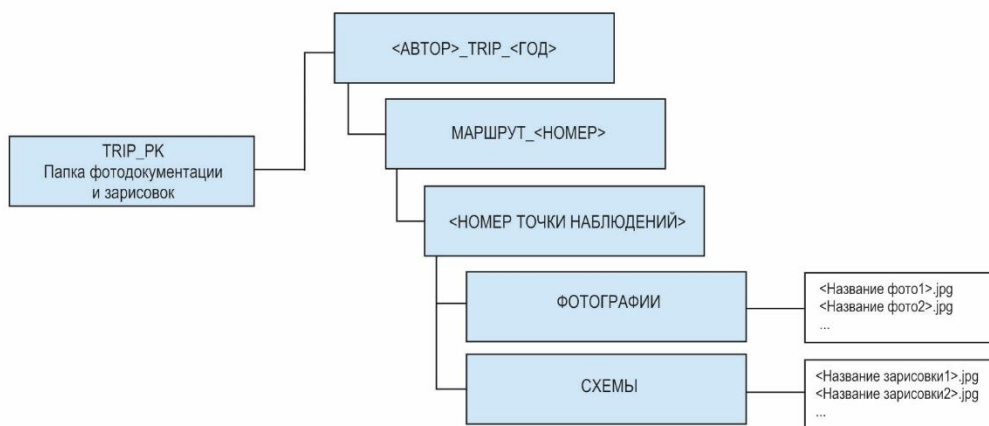 <АВТОР>_TRIP_<ГОД>
МАРШРУТ_<НОМЕР>
TRIP_PK
Папка фотодокументации
и зарисовок
<НОМЕР ТОЧКИ НАБЛЮДЕНИЙ>
ФОТОГРАФИИ
<Название фото1>.jpg
<Название фото2>.jpg
...
СХЕМЫ
<Название зарисовки1>.jpg
<Название зарисовки2>.jpg
...